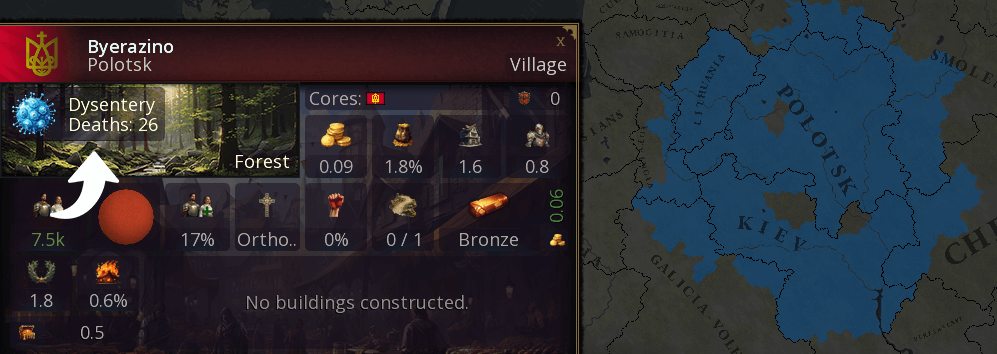 Byerazino
x
Polotsk
Village
Dysentery
Deaths: 26
Forest
Cores:
0
0.09
1.8%
1.6
0.8
7.5k
17%
Ortho..
0%
0 / 1
Bronze
0.06
1.8
0.6%
No buildings constructed.
0.5
SAMOGITIA
LITHUANIA
SMOLE
POLOTSK
KIEV
GALICIA VOL